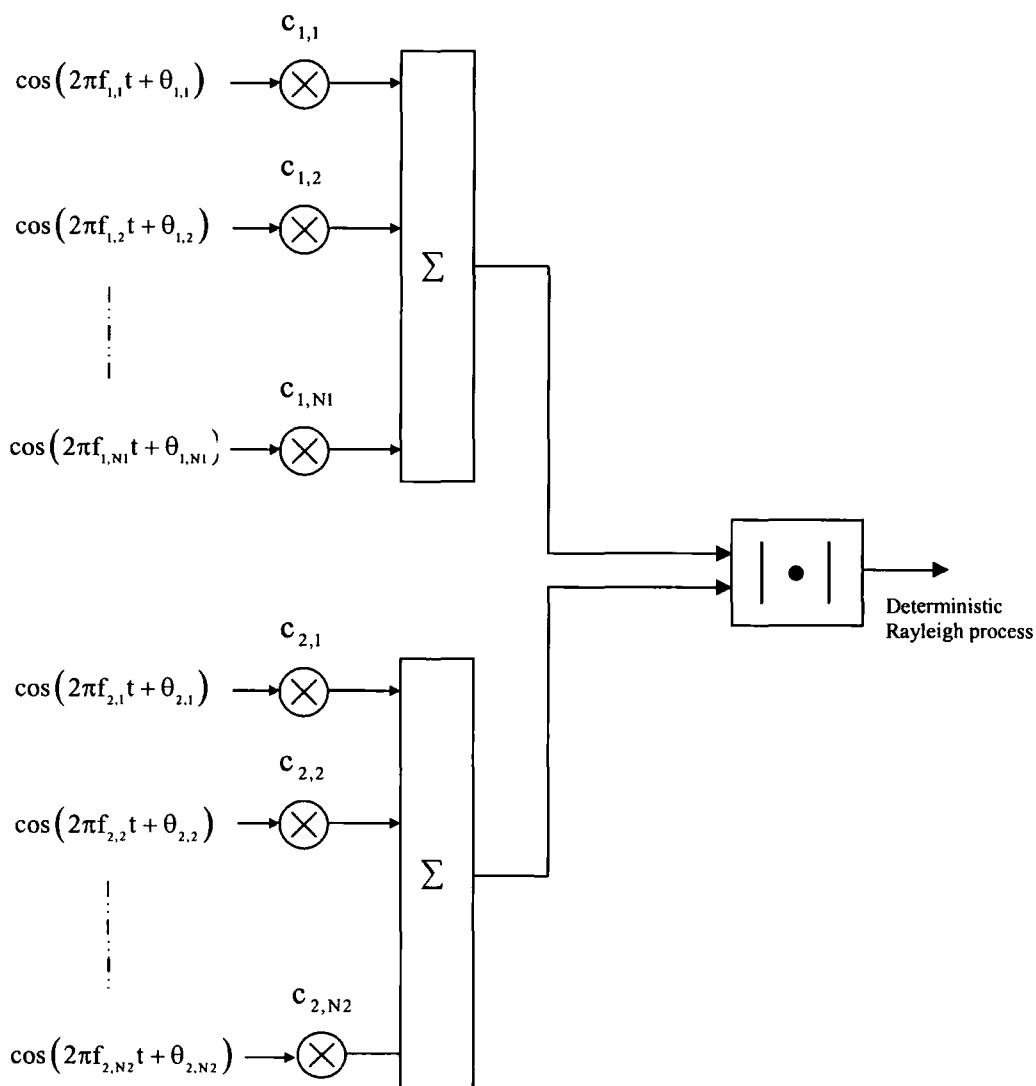 c₁,₁
cos(2πf₁,₁t + θ₁,₁)
c₁,₂
cos(2πf₁,₂t + θ₁,₂)
Σ
c₁,N1
cos(2πf₁,N1t + θ₁,N1)
| • |
Deterministic
Rayleigh process
c₂,₁
cos(2πf₂,₁t + θ₂,₁)
c₂,₂
cos(2πf₂,₂t + θ₂,₂)
Σ
c₂,N2
cos(2πf₂,N2t + θ₂,N2)